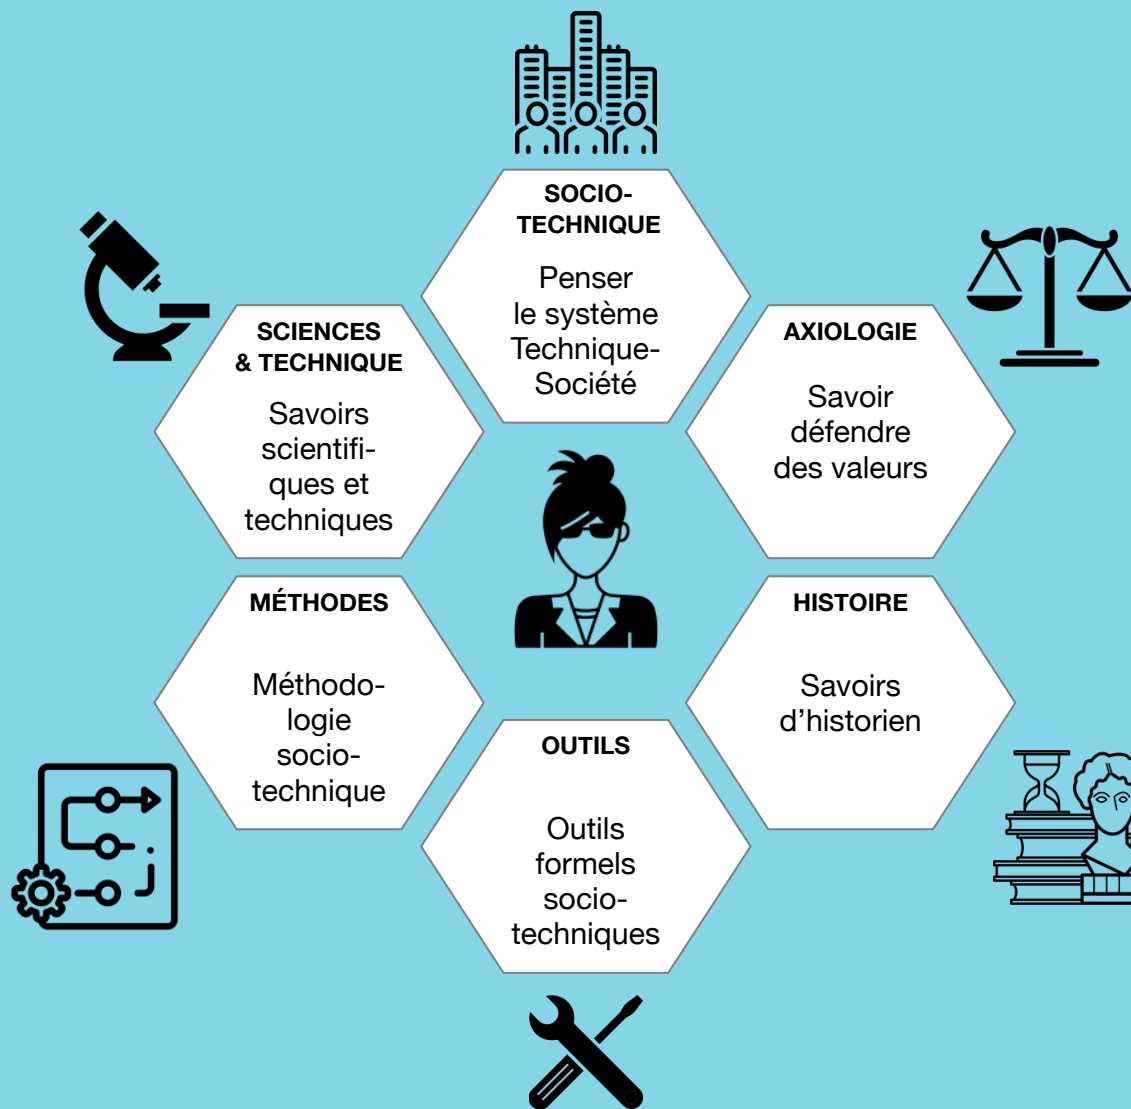 SOCIO-
TECHNIQUE
Penser
le système
Technique-
Société
SCIENCES
& TECHNIQUE
Savoirs
scientifi-
ques et
techniques
AXIOLOGIE
Savoir
défendre
des valeurs
MÉTHODES
Méthodo-
logie
socio-
technique
HISTOIRE
Savoirs
d’historien
OUTILS
Outils
formels
socio-
techniques